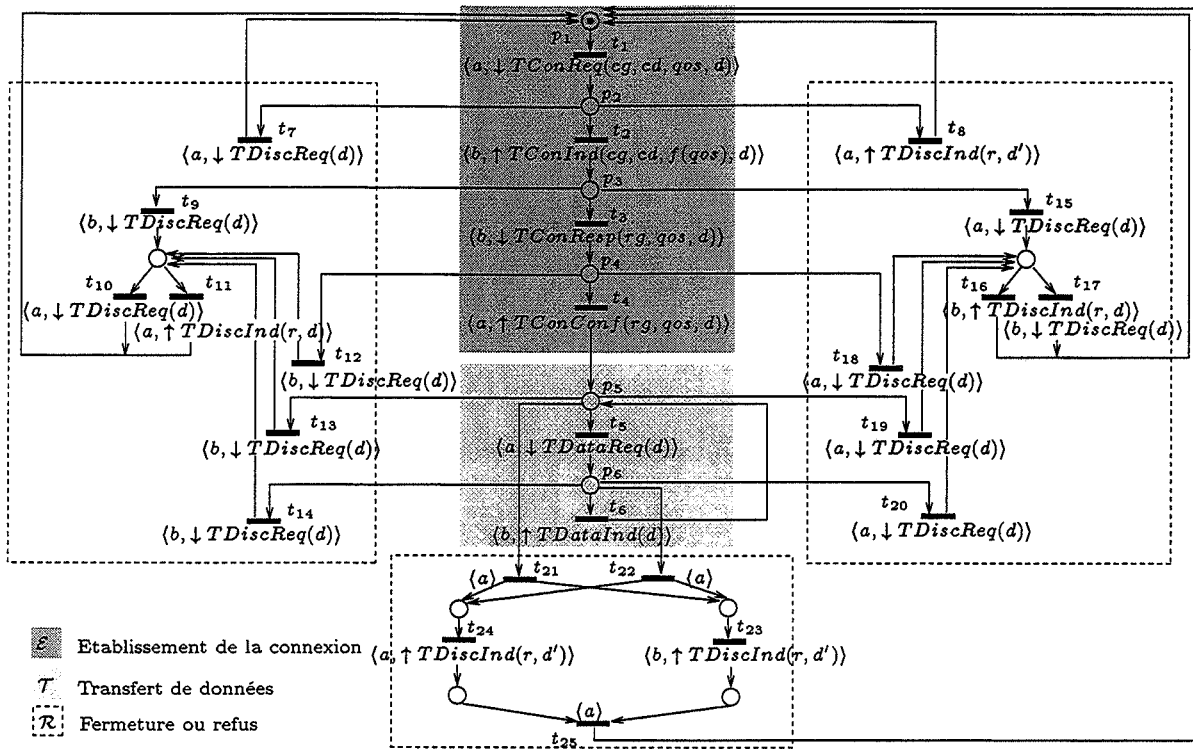 p1
t1
⟨a, ↓ TConReq(cg, cd, qos, d)⟩
p2
t7
t2
t8
⟨a, ↓ TDiscReq(d)⟩
⟨b, ↑ TConInd(cg, cd, f(qos), d)⟩
⟨a, ↑ TDiscInd(r, d')⟩
p3
t9
t3
t15
⟨b, ↓ TDiscReq(d)⟩
⟨b, ↓ TConResp(rg, qos, d)⟩
⟨a, ↓ TDiscReq(d)⟩
p4
t10
t11
t4
t16
t17
⟨a, ↓ TDiscReq(d)⟩
⟨a, ↑ TConConf(rg, qos, d)⟩
⟨b, ↑ TDiscInd(r, d)⟩
⟨a, ↑ TDiscInd(r, d)⟩
⟨b, ↓ TDiscReq(d)⟩
t12
t18
⟨b, ↓ TDiscReq(d)⟩
⟨a, ↓ TDiscReq(d)⟩
p5
t13
t5
t19
⟨b, ↓ TDiscReq(d)⟩
⟨a ↓ TDataReq(d)⟩
⟨a, ↓ TDiscReq(d)⟩
p6
t14
t6
t20
⟨b, ↓ TDiscReq(d)⟩
⟨b, ↑ TDataInd(d)⟩
⟨a, ↓ TDiscReq(d)⟩
⟨a⟩ t21
t22 ⟨a⟩
t24
t23
⟨a, ↑ TDiscInd(r, d')⟩
⟨b, ↑ TDiscInd(r, d')⟩
⟨a⟩
t25
ℰ Etablissement de la connexion
𝒯 Transfert de données
ℛ Fermeture ou refus